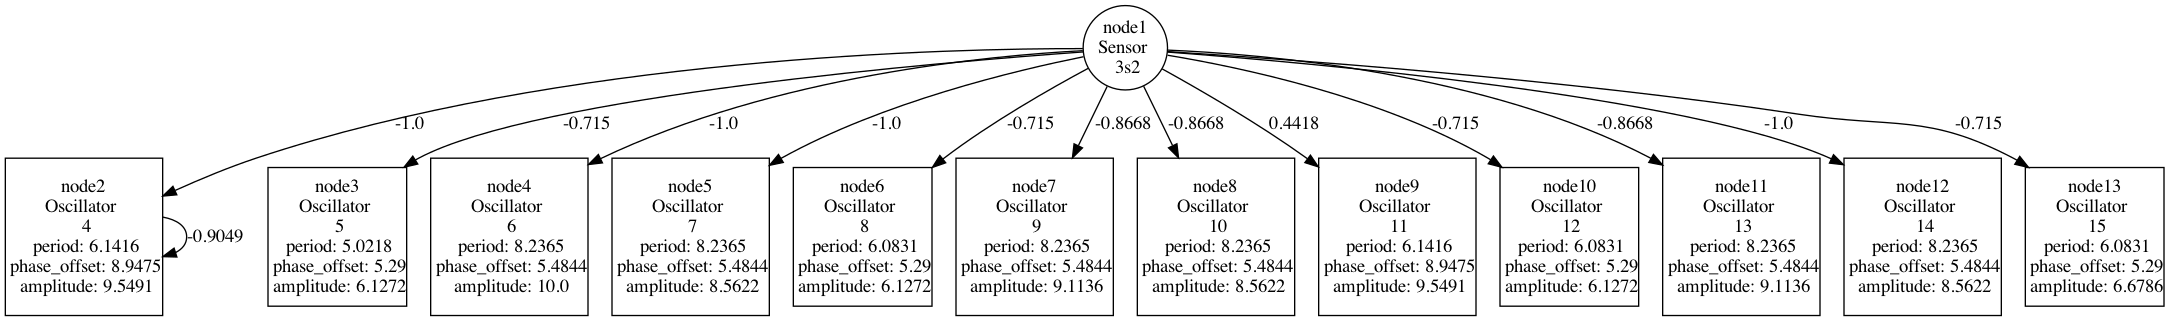 node1
Sensor
3s2
-1.0
-0.715
-1.0
-1.0
-0.715
-0.8668
-0.8668
0.4418
-0.715
-0.8668
-1.0
-0.715
node2
Oscillator
4
period: 6.1416
phase_offset: 8.9475
amplitude: 9.5491
-0.9049
node3
Oscillator
5
period: 5.0218
phase_offset: 5.29
amplitude: 6.1272
node4
Oscillator
6
period: 8.2365
phase_offset: 5.4844
amplitude: 10.0
node5
Oscillator
7
period: 8.2365
phase_offset: 5.4844
amplitude: 8.5622
node6
Oscillator
8
period: 6.0831
phase_offset: 5.29
amplitude: 6.1272
node7
Oscillator
9
period: 8.2365
phase_offset: 5.4844
amplitude: 9.1136
node8
Oscillator
10
period: 8.2365
phase_offset: 5.4844
amplitude: 8.5622
node9
Oscillator
11
period: 6.1416
phase_offset: 8.9475
amplitude: 9.5491
node10
Oscillator
12
period: 6.0831
phase_offset: 5.29
amplitude: 6.1272
node11
Oscillator
13
period: 8.2365
phase_offset: 5.4844
amplitude: 9.1136
node12
Oscillator
14
period: 8.2365
phase_offset: 5.4844
amplitude: 8.5622
node13
Oscillator
15
period: 6.0831
phase_offset: 5.29
amplitude: 6.6786